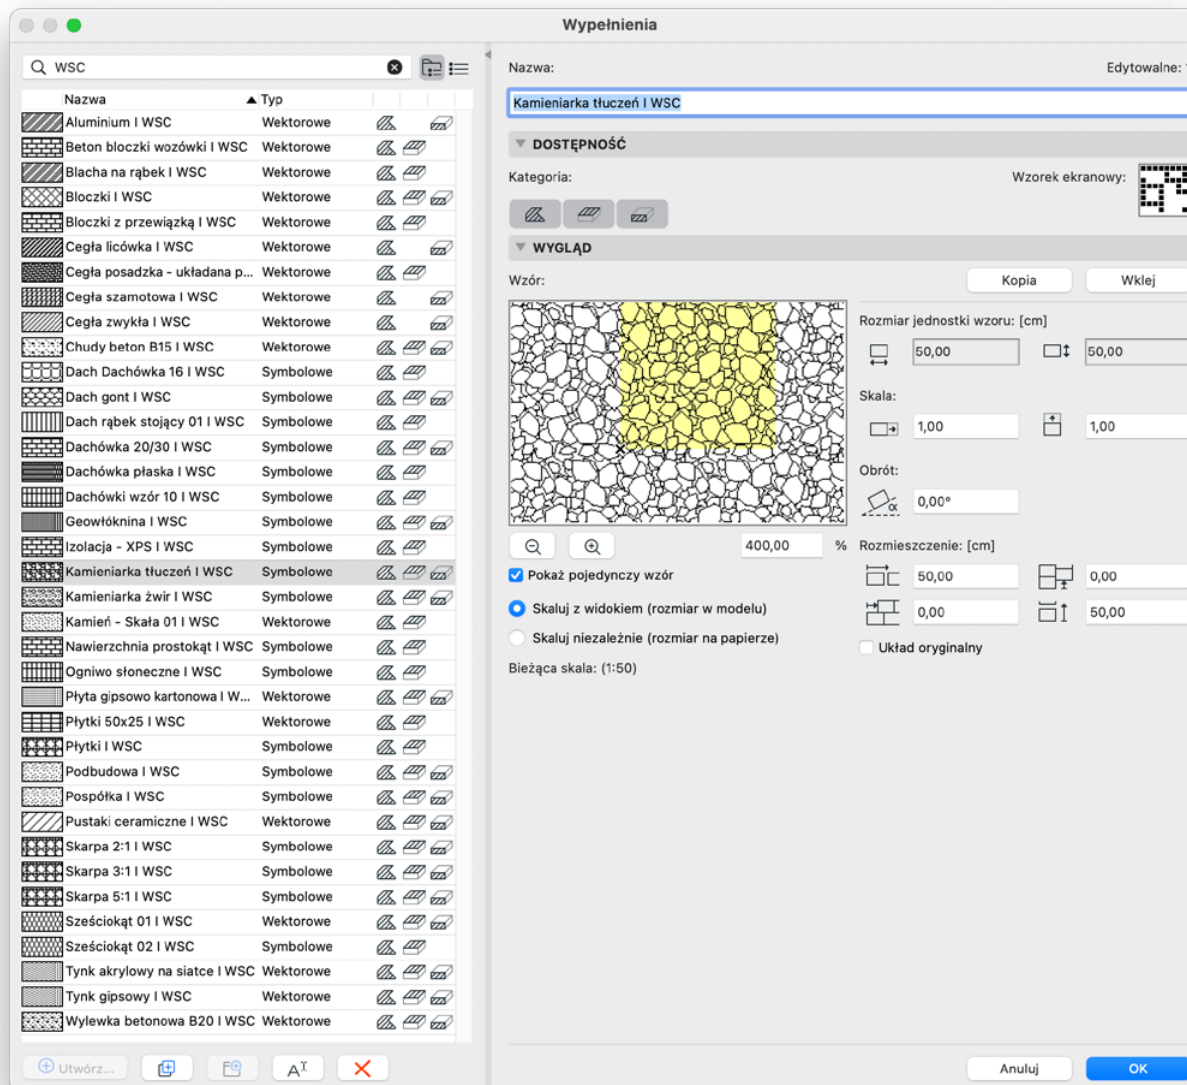 Wypełnienia
WSC
Nazwa Typ
Aluminium I WSC Wektorowe
Beton bloczki wozówki I WSC Wektorowe
Blacha na rąbek I WSC Wektorowe
Bloczki I WSC Wektorowe
Bloczki z przewiązką I WSC Wektorowe
Cegła licówka I WSC Wektorowe
Cegła posadzka - układana p... Wektorowe
Cegła szamotowa I WSC Wektorowe
Cegła zwykła I WSC Wektorowe
Chudy beton B15 I WSC Wektorowe
Dach Dachówka 16 I WSC Symbolowe
Dach gont I WSC Symbolowe
Dach rąbek stojący 01 I WSC Wektorowe
Dachówka 20/30 I WSC Wektorowe
Dachówka płaska I WSC Wektorowe
Dachówki wzór 10 I WSC Symbolowe
Geowłóknina I WSC Wektorowe
Izolacja - XPS I WSC Wektorowe
Kamieniarka tłuczeń I WSC Symbolowe
Kamieniarka żwir I WSC Symbolowe
Kamień - Skała 01 I WSC Wektorowe
Nawierzchnia prostokąt I WSC Symbolowe
Ogniwo słoneczne I WSC Symbolowe
Płyta gipsowo kartonowa I W... Wektorowe
Płytki 50x25 I WSC Wektorowe
Płytki I WSC Symbolowe
Podbudowa I WSC Symbolowe
Pospółka I WSC Symbolowe
Pustaki ceramiczne I WSC Wektorowe
Skarpa 2:1 I WSC Symbolowe
Skarpa 3:1 I WSC Symbolowe
Skarpa 5:1 I WSC Symbolowe
Sześciokąt 01 I WSC Wektorowe
Sześciokąt 02 I WSC Symbolowe
Tynk akrylowy na siatce I WSC Wektorowe
Tynk gipsowy I WSC Wektorowe
Wylewka betonowa B20 I WSC Wektorowe
Utwórz...
Nazwa: Edytowalne:
Kamieniarka tłuczeń I WSC
DOSTĘPNOŚĆ
Kategoria: Wzorek ekranowy:
WYGLĄD
Wzór: Kopia Wklej
Rozmiar jednostki wzoru: [cm]
50,00 50,00
Skala:
1,00 1,00
Obrót:
0,00°
400,00 % Rozmieszczenie: [cm]
Pokaż pojedynczy wzór 50,00 0,00
Skaluj z widokiem (rozmiar w modelu) 0,00 50,00
Skaluj niezależnie (rozmiar na papierze) Układ oryginalny
Bieżąca skala: (1:50)
Anuluj OK